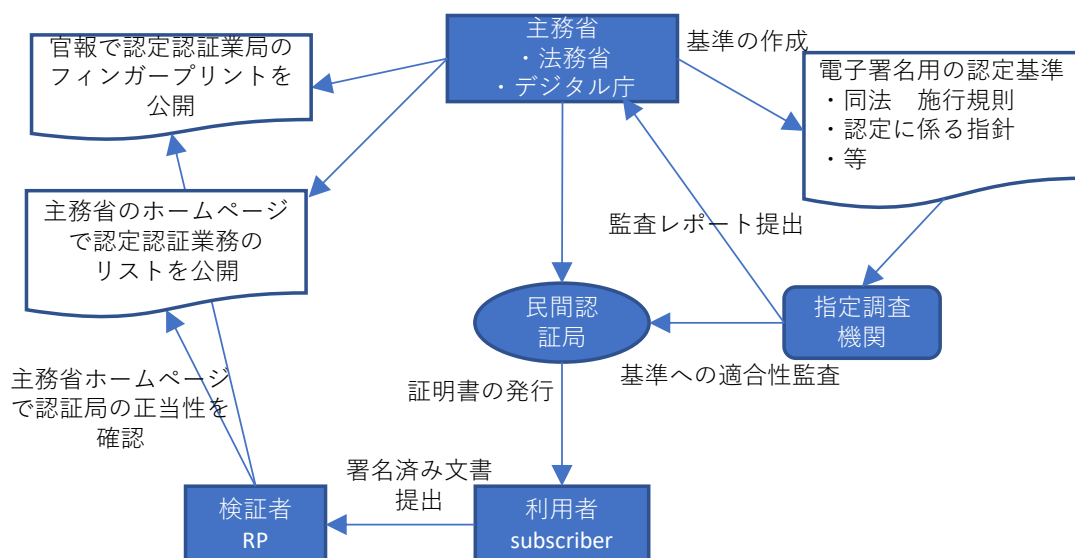 官報で認定認証業局の
フィンガープリントを
公開
主務省
・法務省
・デジタル庁
基準の作成
電子署名用の認定基準
・同法　施行規則
・認定に係る指針
・等
主務省のホームページ
で認定認証業務の
リストを公開
監査レポート提出
民間認
証局
指定調査
機関
主務省ホームページ
で認証局の正当性を
確認
証明書の発行
基準への適合性監査
署名済み文書
提出
検証者
RP
利用者
subscriber